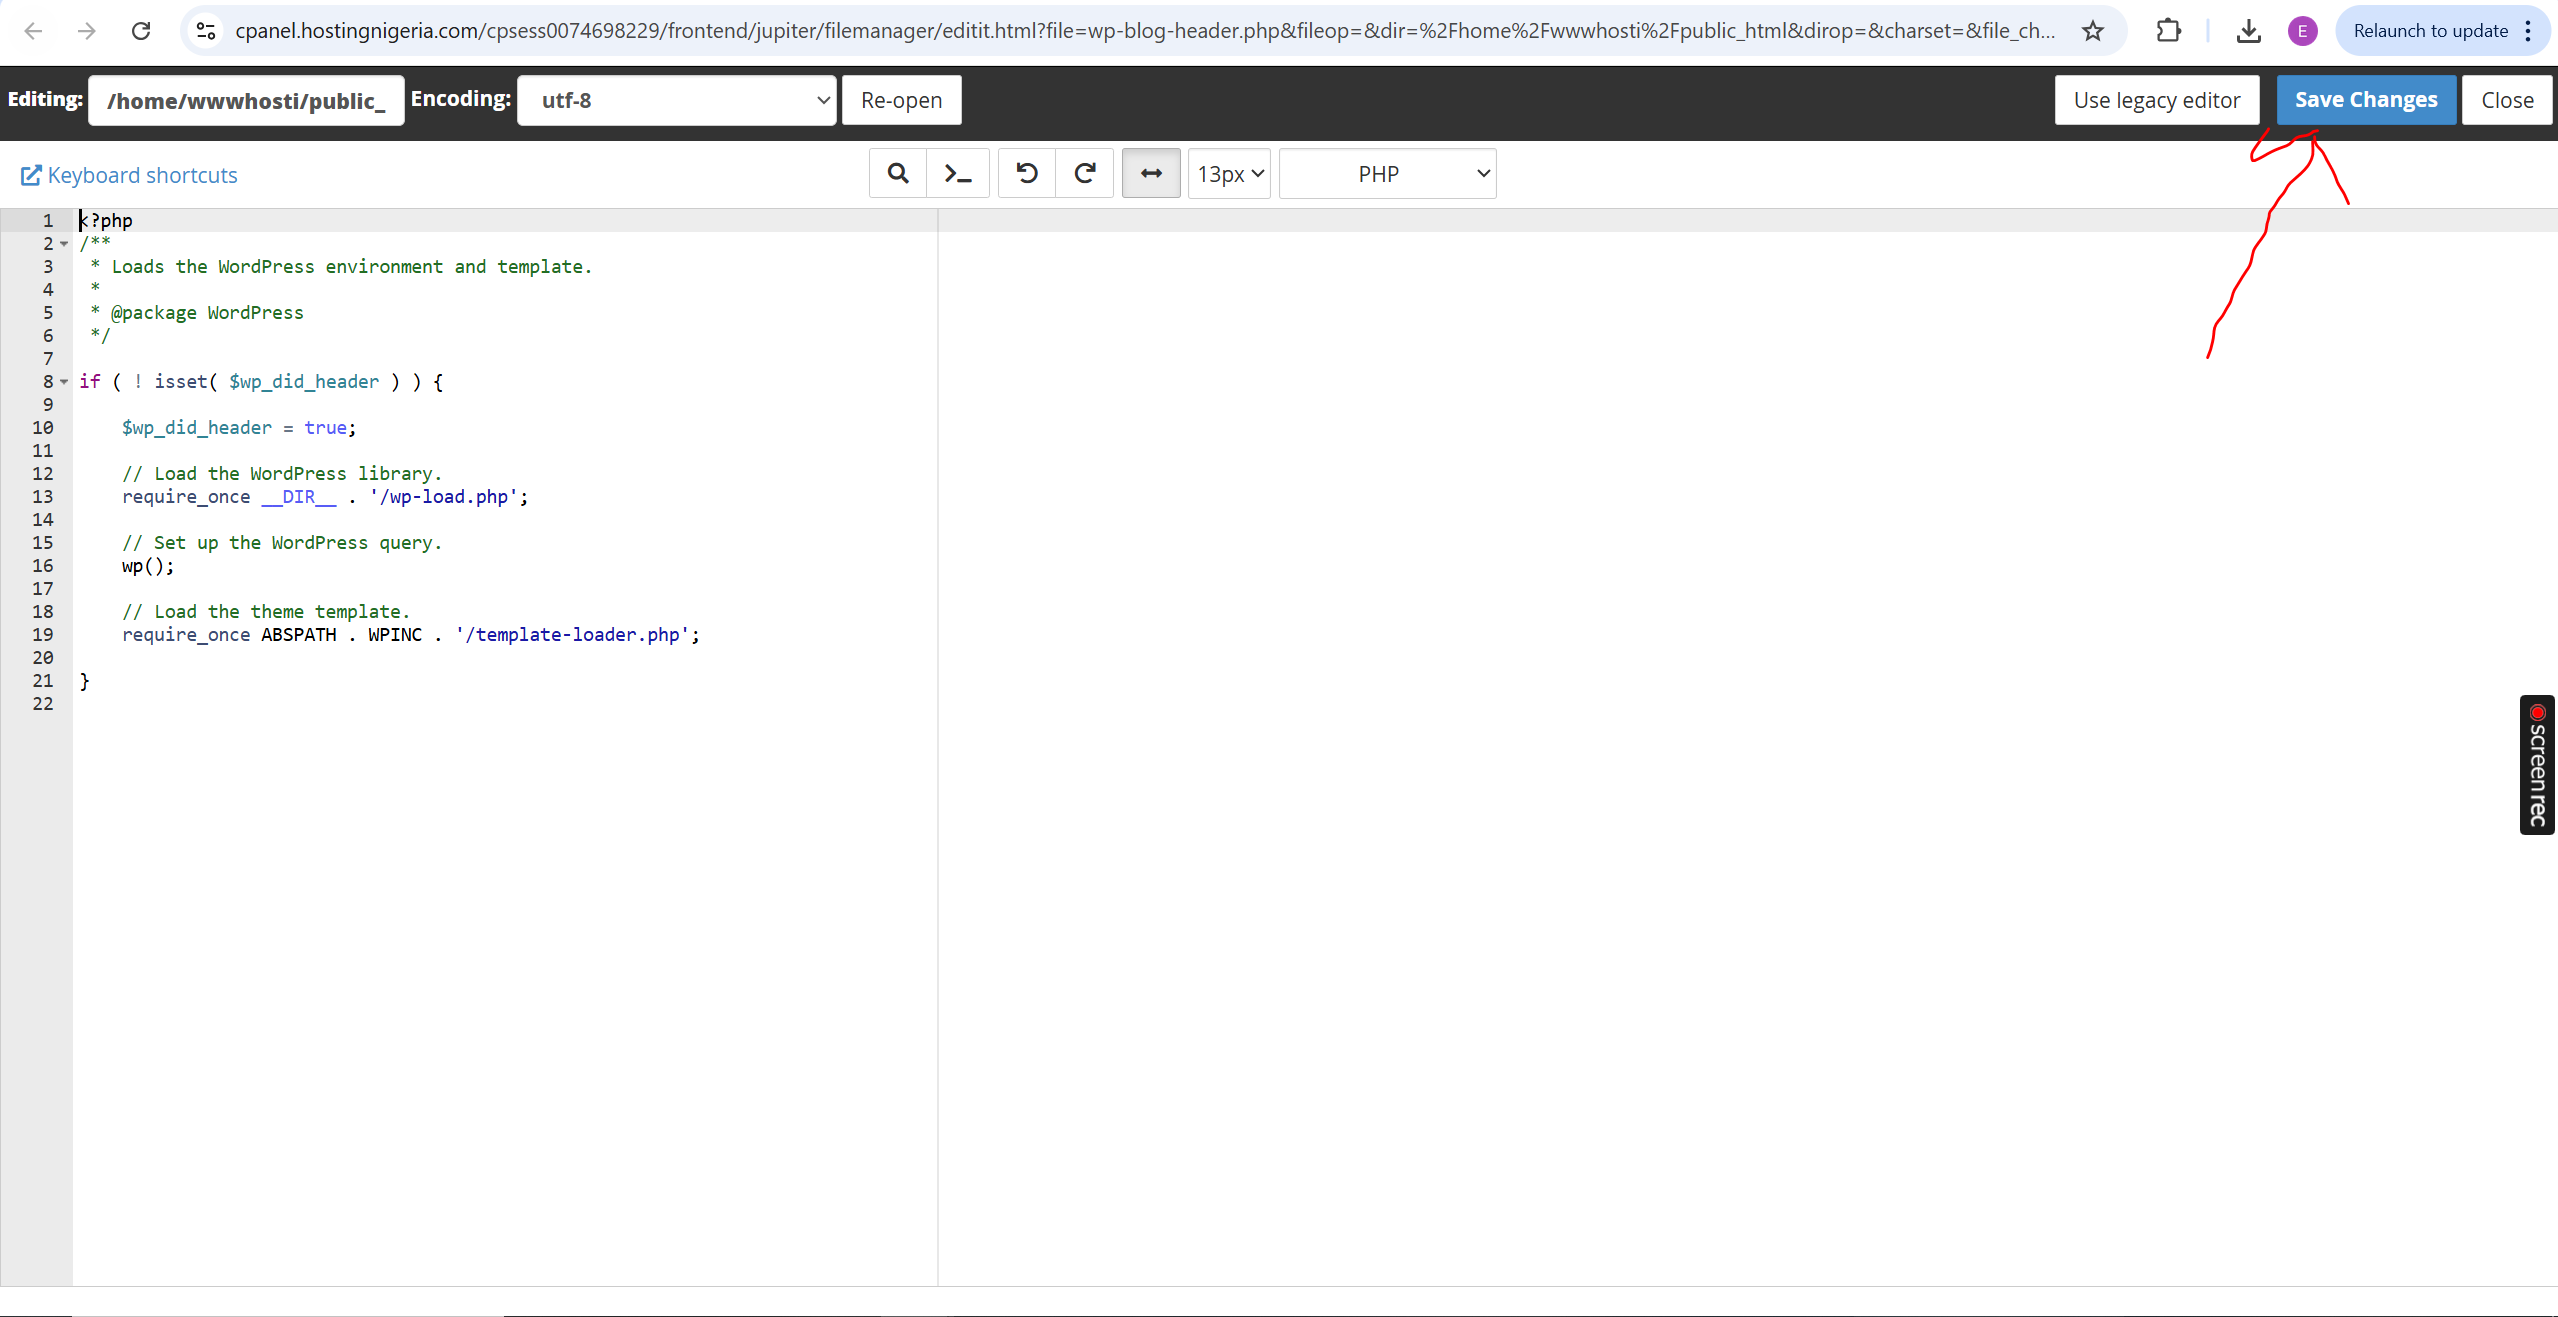 cpanel.hostingnigeria.com/cpsess0074698229/frontend/jupiter/filemanager/editit.html?file=wp-blog-header.php&fileop=&dir=%2Fhome%2Fwwwhosti%2Fpublic_html&dirop=&charset=&file_ch... E Relaunch to update
Editing: /home/wwwhosti/public_ Encoding: utf-8 Re-open Use legacy editor Save Changes Close
Keyboard shortcuts 13px PHP
1 <?php
2 /**
3  * Loads the WordPress environment and template.
4  *
5  * @package WordPress
6  */
7
8 if ( ! isset( $wp_did_header ) ) {
9
10     $wp_did_header = true;
11
12     // Load the WordPress library.
13     require_once __DIR__ . '/wp-load.php';
14
15     // Set up the WordPress query.
16     wp();
17
18     // Load the theme template.
19     require_once ABSPATH . WPINC . '/template-loader.php';
20
21 }
22
screenrec